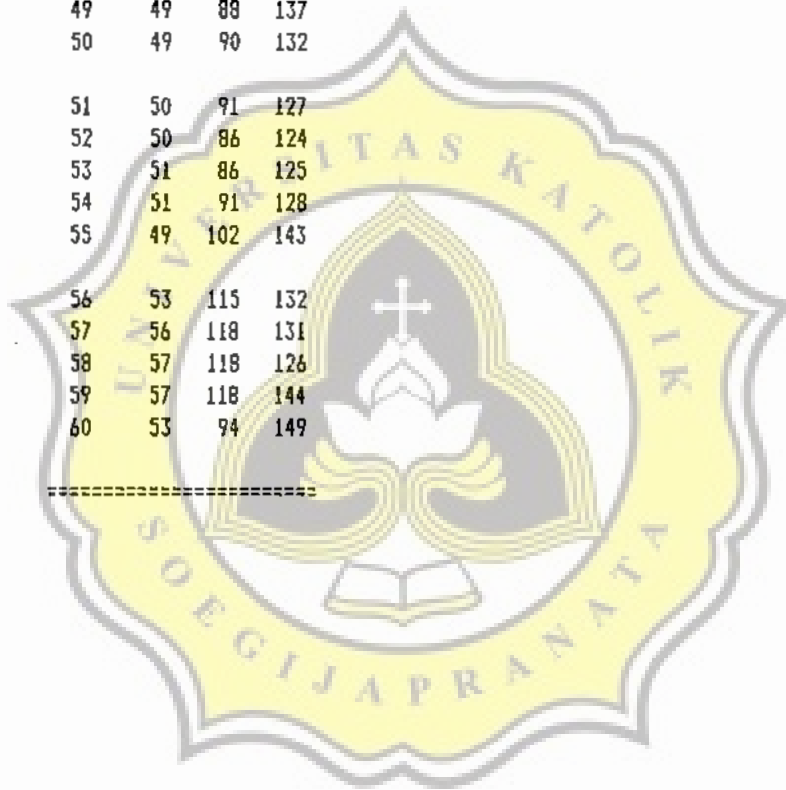 49 49 88 137
50 49 90 132
51 50 91 127
52 50 86 124
53 51 86 125
54 51 91 128
55 49 102 143
56 53 115 132
57 56 118 131
58 57 118 126
59 57 118 144
60 53 94 149
===========================
UNIVERSITAS KATOLIK
SOEGIJAPRANATA